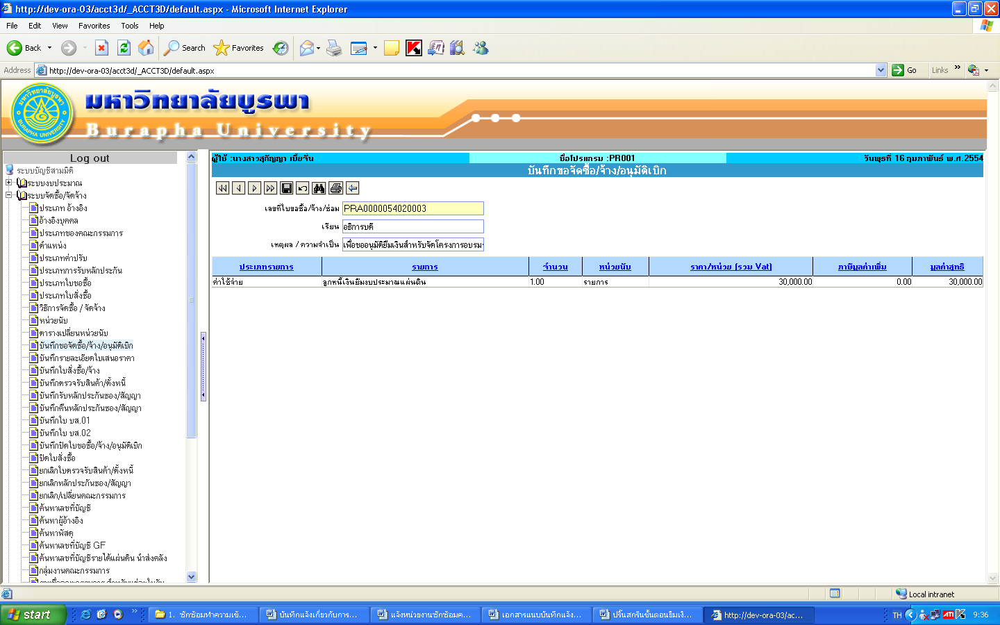 http://dev-ora-03/acct3d/_ACCT3D/default.aspx - Microsoft Internet Explorer
File Edit View Favorites Tools Help
Back Search Favorites
Address http://dev-ora-03/acct3d/_ACCT3D/default.aspx Go Links »
มหาวิทยาลัยบูรพา
Burapha University
มหาวิทยาลัยบูรพา
BURAPHA UNIVERSITY
Log out
ระบบบัญชีสามมิติ
ระบบงบประมาณ
ระบบจัดซื้อ/จัดจ้าง
ประเภท อ้างอิง
อ้างอิงบุคคล
ประเภทของคณะกรรมการ
ตำแหน่ง
ประเภทค่าปรับ
ประเภทการรับหลักประกัน
ประเภทใบขอซื้อ
ประเภทใบสั่งซื้อ
วิธีการจัดซื้อ / จัดจ้าง
หน่วยนับ
ตารางเปลี่ยนหน่วยนับ
บันทึกขอจัดซื้อ/จ้าง/อนุมัติเบิก
บันทึกรายละเอียดใบเสนอราคา
บันทึกใบสั่งซื้อ/จ้าง
บันทึกตรวจรับสินค้า/ตั้งหนี้
บันทึกรับหลักประกันซอง/สัญญา
บันทึกคืนหลักประกันซอง/สัญญา
บันทึกใบ บส.01
บันทึกใบ บส.02
บันทึกปิดใบขอซื้อ/จ้าง/อนุมัติเบิก
ปิดใบสั่งซื้อ
ยกเลิกใบตรวจรับสินค้า/ตั้งหนี้
ยกเลิกหลักประกันซอง/สัญญา
ยกเลิก/เปลี่ยนคณะกรรมการ
ค้นหาเลขที่บัญชี
ค้นหาผู้อ้างอิง
ค้นหาพัสดุ
ค้นหาเลขที่บัญชี GF
ค้นหาเลขที่บัญชีรายได้แผ่นดิน นำส่งคลัง
กลุ่มงานคณะกรรมการ
ผู้ใช้ :นางสาวสุกัญญา เบี้ยจั่น ชื่อโปรแกรม :PR001 วันพุธที่ 16 กุมภาพันธ์ พ.ศ.2554
บันทึกขอจัดซื้อ/จ้าง/อนุมัติเบิก
เลขที่ใบขอซื้อ/จ้าง/ซ่อม PRA0000054020003
เรียน อธิการบดี
เหตุผล / ความจำเป็น เพื่อขออนุมัติยืมเงินสำหรับจัดโครงการอบรม
ประเภทรายการ รายการ จำนวน หน่วยนับ ราคา/หน่วย (รวม Vat) ภาษีมูลค่าเพิ่ม มูลค่าสุทธิ
ค่าใช้จ่าย ลูกหนี้เงินยืมงบประมาณแผ่นดิน 1.00 รายการ 30,000.00 0.00 30,000.00
Local intranet
start » 1. ซักซ้อมทำความเข้... บันทึกแจ้งเกี่ยวกับการ... แจ้งหน่วยงานซักซ้อมค... เอกสารแนบบันทึกแจ้ง... ปริ๊นสกรีนขั้นตอนยืมเงิ... http://dev-ora-03/ac... TH ATI 9:36